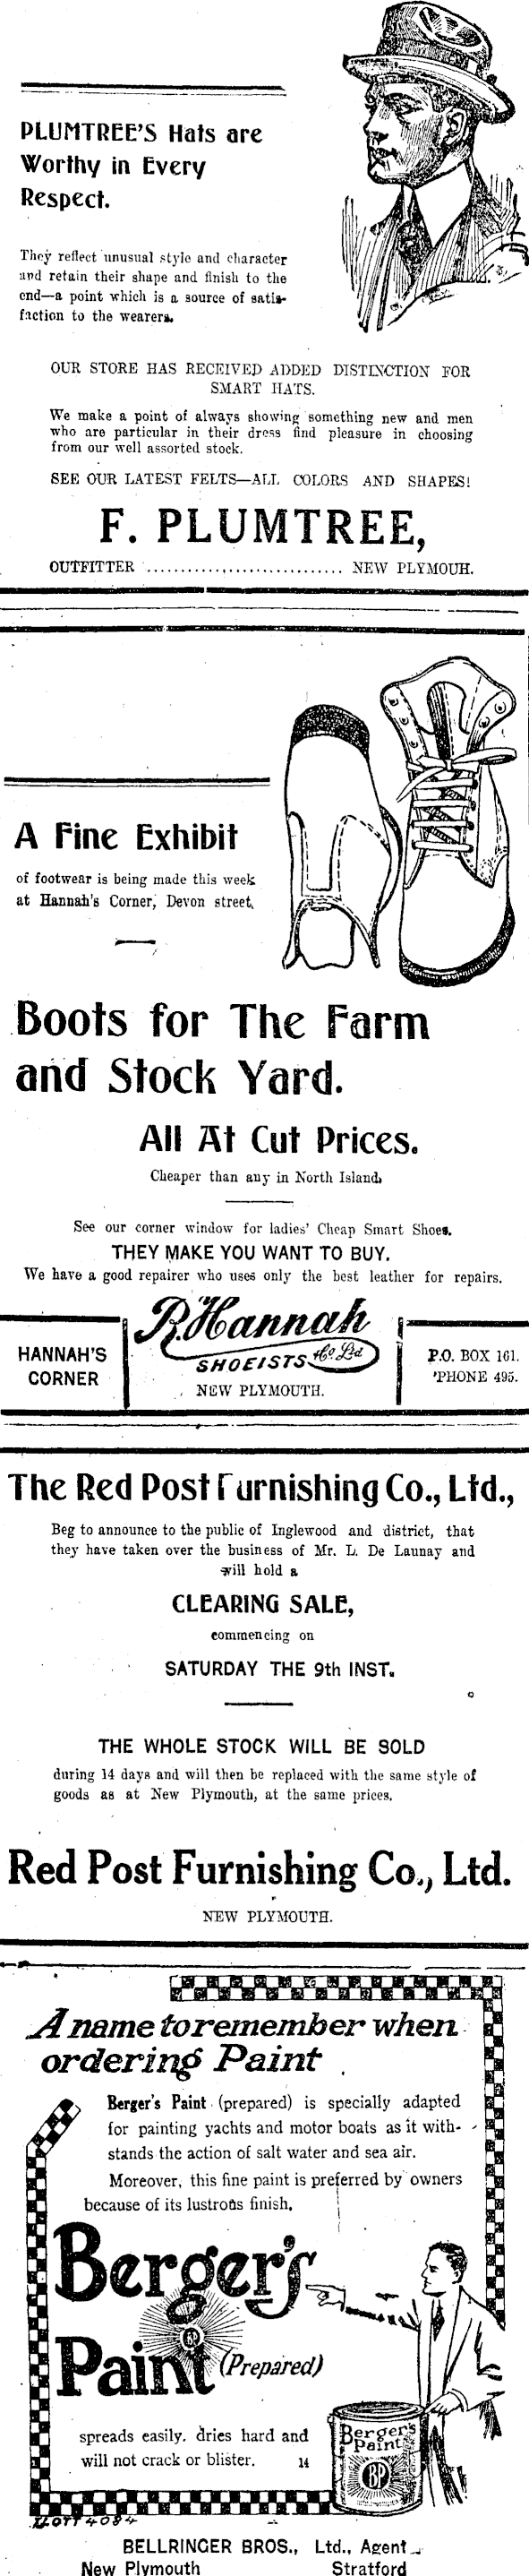 PLUMTREE'S Hats are
Worthy in Every
Respect.
They reflect unusual style and character
and retain their shape and finish to the
end—a point which is a source of satis-
faction to the wearers.
OUR STORE HAS RECEIVED ADDED DISTINCTION FOR
SMART HATS.
We make a point of always showing something new and men
who are particular in their dress find pleasure in choosing
from our well assorted stock.
SEE OUR LATEST FELTS—ALL COLORS AND SHAPES!
F. PLUMTREE,
OUTFITTER ............................. NEW PLYMOUH.
A Fine Exhibit
of footwear is being made this week
at Hannah's Corner, Devon street.
Boots for The Farm
and Stock Yard.
All At Cut Prices.
Cheaper than any in North Island.
See our corner window for ladies' Cheap Smart Shoes.
THEY MAKE YOU WANT TO BUY.
We have a good repairer who uses only the best leather for repairs.
HANNAH'S
CORNER
R. Hannah
SHOEISTS & Co. Ltd
NEW PLYMOUTH.
P.O. BOX 161.
'PHONE 495.
The Red Post Furnishing Co., Ltd.,
Beg to announce to the public of Inglewood and district, that
they have taken over the business of Mr. L. De Launay and
will hold a
CLEARING SALE,
commencing on
SATURDAY THE 9th INST.
THE WHOLE STOCK WILL BE SOLD
during 14 days and will then be replaced with the same style of
goods as at New Plymouth, at the same prices.
Red Post Furnishing Co., Ltd.
NEW PLYMOUTH.
A name to remember when
ordering Paint
Berger's Paint (prepared) is specially adapted
for painting yachts and motor boats as it with-
stands the action of salt water and sea air.
Moreover, this fine paint is preferred by owners
because of its lustrous finish.
Berger's
BP
Paint (Prepared)
spreads easily. dries hard and
will not crack or blister. 14
Berger's
Paint
BP
ILOTT 4084
BELLRINGER BROS., Ltd., Agent
New Plymouth Stratford